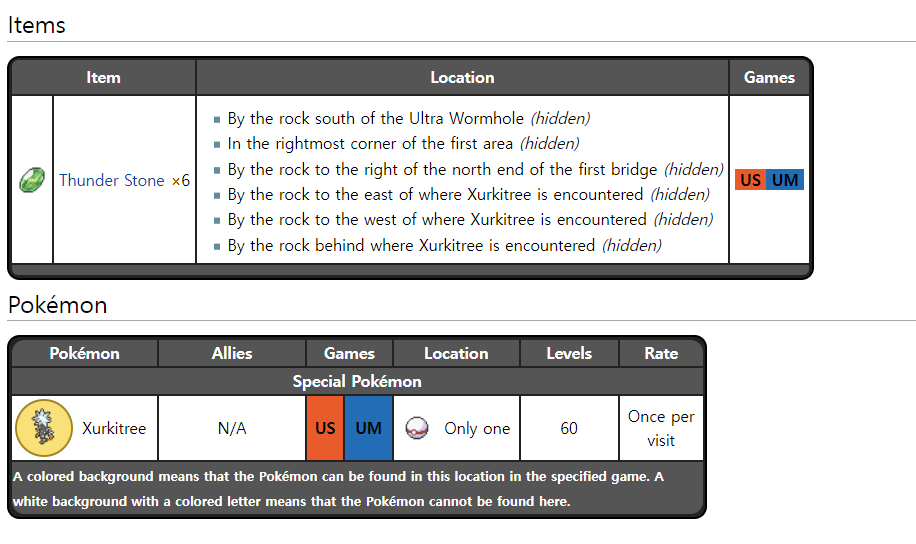 Items
Item Location Games
Thunder Stone ×6
By the rock south of the Ultra Wormhole (hidden)
In the rightmost corner of the first area (hidden)
By the rock to the right of the north end of the first bridge (hidden)
By the rock to the east of where Xurkitree is encountered (hidden)
By the rock to the west of where Xurkitree is encountered (hidden)
By the rock behind where Xurkitree is encountered (hidden)
US UM
Pokémon
Pokémon Allies Games Location Levels Rate
Special Pokémon
Xurkitree N/A US UM Only one 60 Once per
visit
A colored background means that the Pokémon can be found in this location in the specified game. A
white background with a colored letter means that the Pokémon cannot be found here.